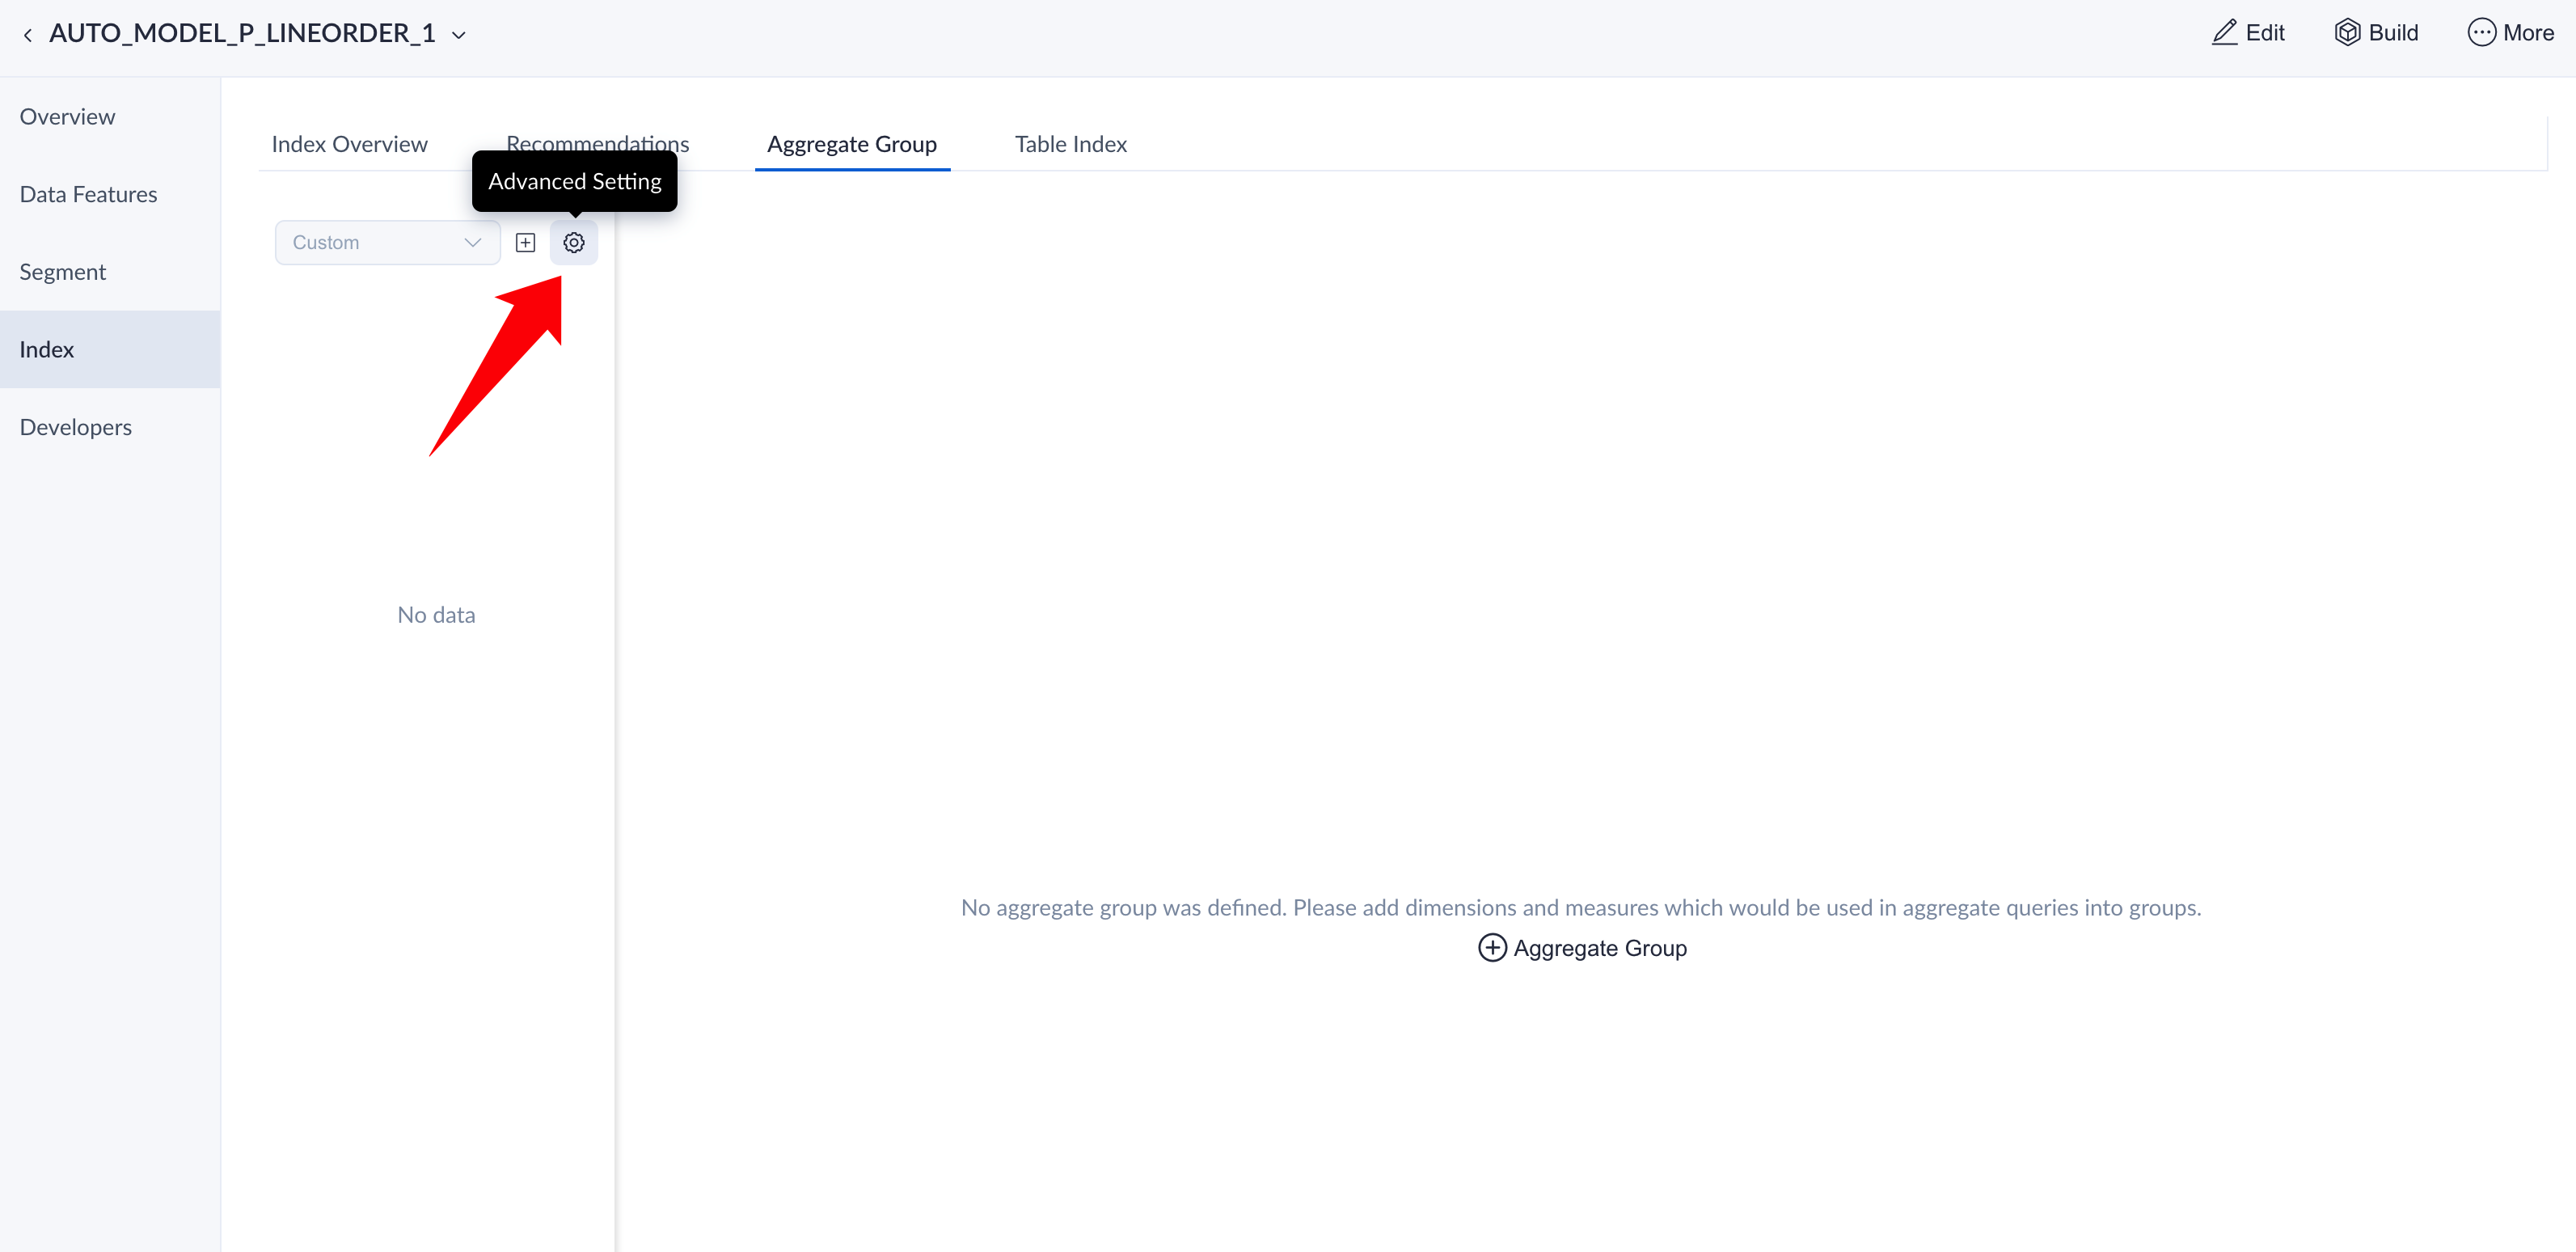 AUTO_MODEL_P_LINEORDER_1
Edit
Build
More
Overview
Data Features
Segment
Index
Developers
Index Overview
Recommendations
Aggregate Group
Table Index
Advanced Setting
Custom
No data
No aggregate group was defined. Please add dimensions and measures which would be used in aggregate queries into groups.
Aggregate Group